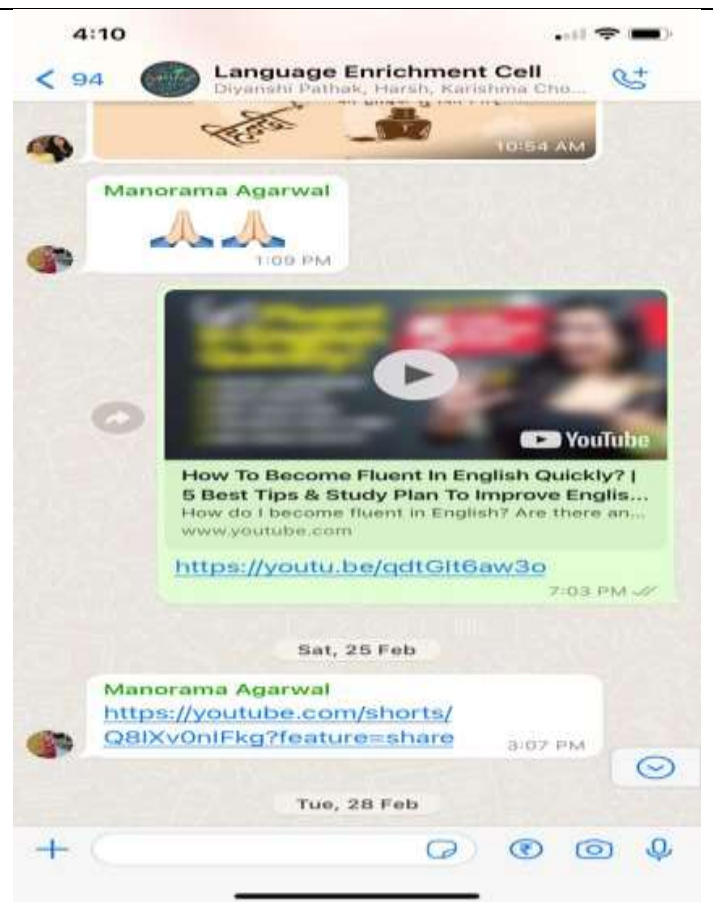 4:10
94
Language Enrichment Cell
Diyanshi Pathak, Harsh, Karishma Cho...
10:54 AM
Manorama Agarwal
1:09 PM
YouTube
How To Become Fluent In English Quickly? |
5 Best Tips & Study Plan To Improve Englis...
How do I become fluent in English? Are there an...
www.youtube.com
https://youtu.be/qdtGIt6aw3o
7:03 PM
Sat, 25 Feb
Manorama Agarwal
https://youtube.com/shorts/
Q8IXv0nIFkg?feature=share
3:07 PM
Tue, 28 Feb